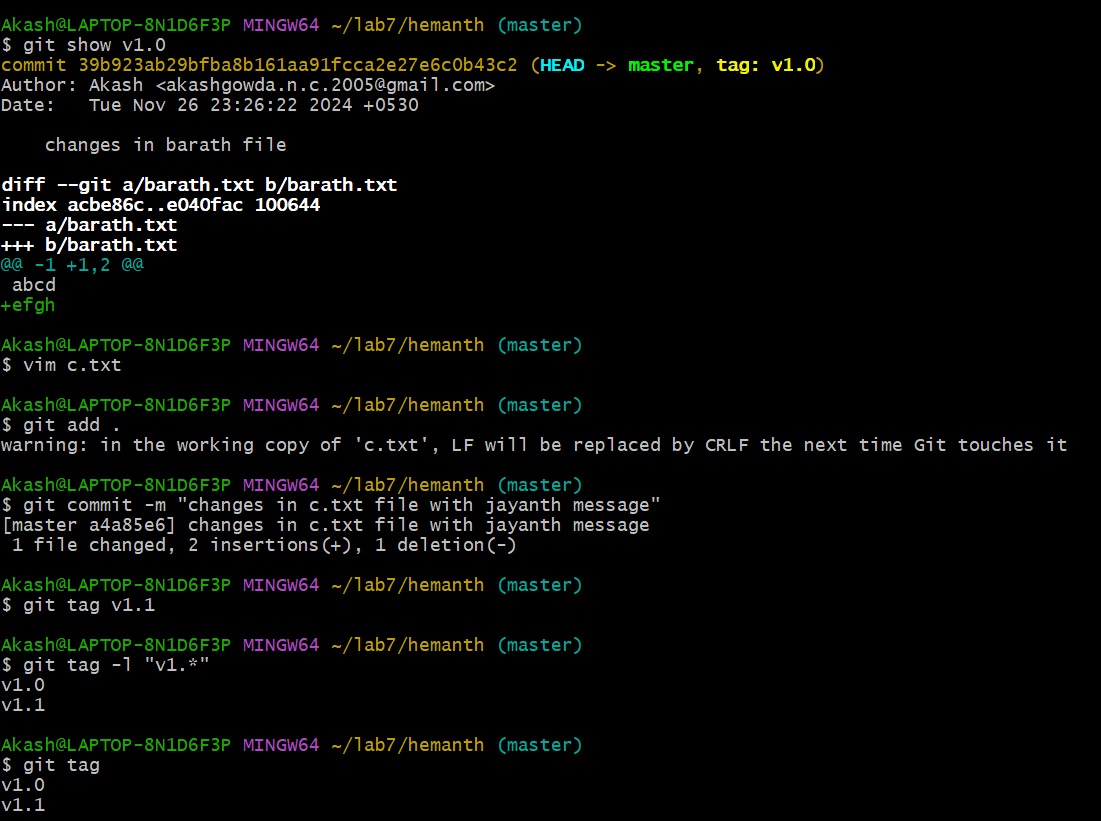 Akash@LAPTOP-8N1D6F3P MINGW64 ~/lab7/hemanth (master)
$ git show v1.0
commit 39b923ab29bfba8b161aa91fcca2e27e6c0b43c2 (HEAD -> master, tag: v1.0)
Author: Akash <akashgowda.n.c.2005@gmail.com>
Date:   Tue Nov 26 23:26:22 2024 +0530
    changes in barath file
diff --git a/barath.txt b/barath.txt
index acbe86c..e040fac 100644
--- a/barath.txt
+++ b/barath.txt
@@ -1 +1,2 @@
 abcd
+efgh
Akash@LAPTOP-8N1D6F3P MINGW64 ~/lab7/hemanth (master)
$ vim c.txt
Akash@LAPTOP-8N1D6F3P MINGW64 ~/lab7/hemanth (master)
$ git add .
warning: in the working copy of 'c.txt', LF will be replaced by CRLF the next time Git touches it
Akash@LAPTOP-8N1D6F3P MINGW64 ~/lab7/hemanth (master)
$ git commit -m "changes in c.txt file with jayanth message"
[master a4a85e6] changes in c.txt file with jayanth message
 1 file changed, 2 insertions(+), 1 deletion(-)
Akash@LAPTOP-8N1D6F3P MINGW64 ~/lab7/hemanth (master)
$ git tag v1.1
Akash@LAPTOP-8N1D6F3P MINGW64 ~/lab7/hemanth (master)
$ git tag -l "v1.*"
v1.0
v1.1
Akash@LAPTOP-8N1D6F3P MINGW64 ~/lab7/hemanth (master)
$ git tag
v1.0
v1.1